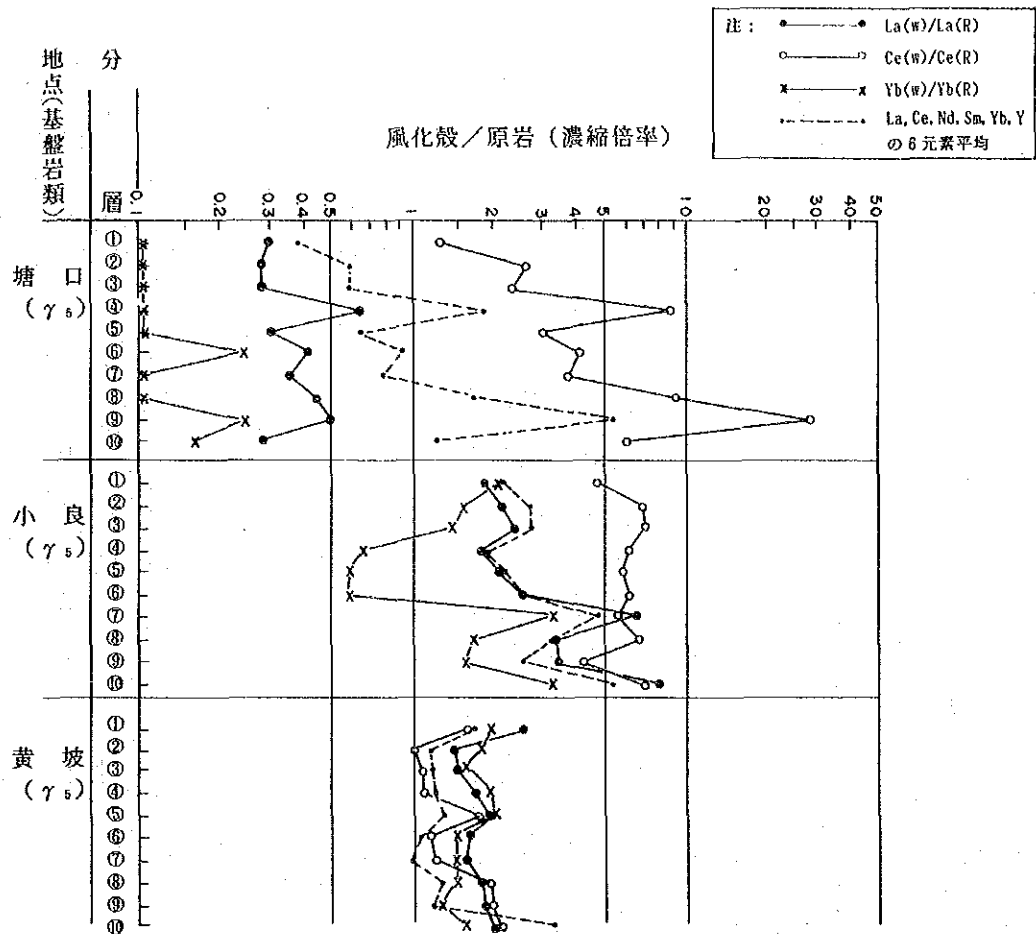 注： La(w)/La(R)
Ce(w)/Ce(R)
Yb(w)/Yb(R)
La, Ce, Nd, Sm, Yb, Y
の6元素平均
地点(基盤岩類)
分層
風化殻／原岩（濃縮倍率）
0.1 0.2 0.3 0.4 0.5 1 2 3 4 5 10 20 30 40 50
塘口
(γ5)
①
②
③
④
⑤
⑥
⑦
⑧
⑨
⑩
小良
(γ5)
①
②
③
④
⑤
⑥
⑦
⑧
⑨
⑩
黄坡
(γ5)
①
②
③
④
⑤
⑥
⑦
⑧
⑨
⑩